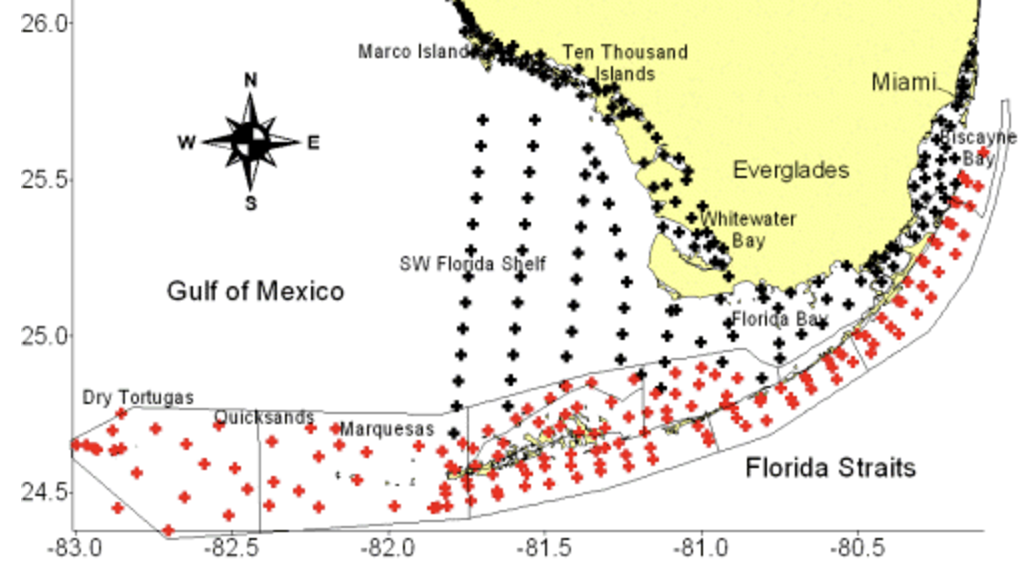 26.0
Marco Island
Ten Thousand
Islands
Miami
N
W
E
S
Biscayne
Bay
25.5
Everglades
Whitewater
Bay
SW Florida Shelf
Gulf of Mexico
Florida Bay
25.0
Dry Tortugas
Quicksands
Marquesas
Florida Straits
24.5
-83.0
-82.5
-82.0
-81.5
-81.0
-80.5